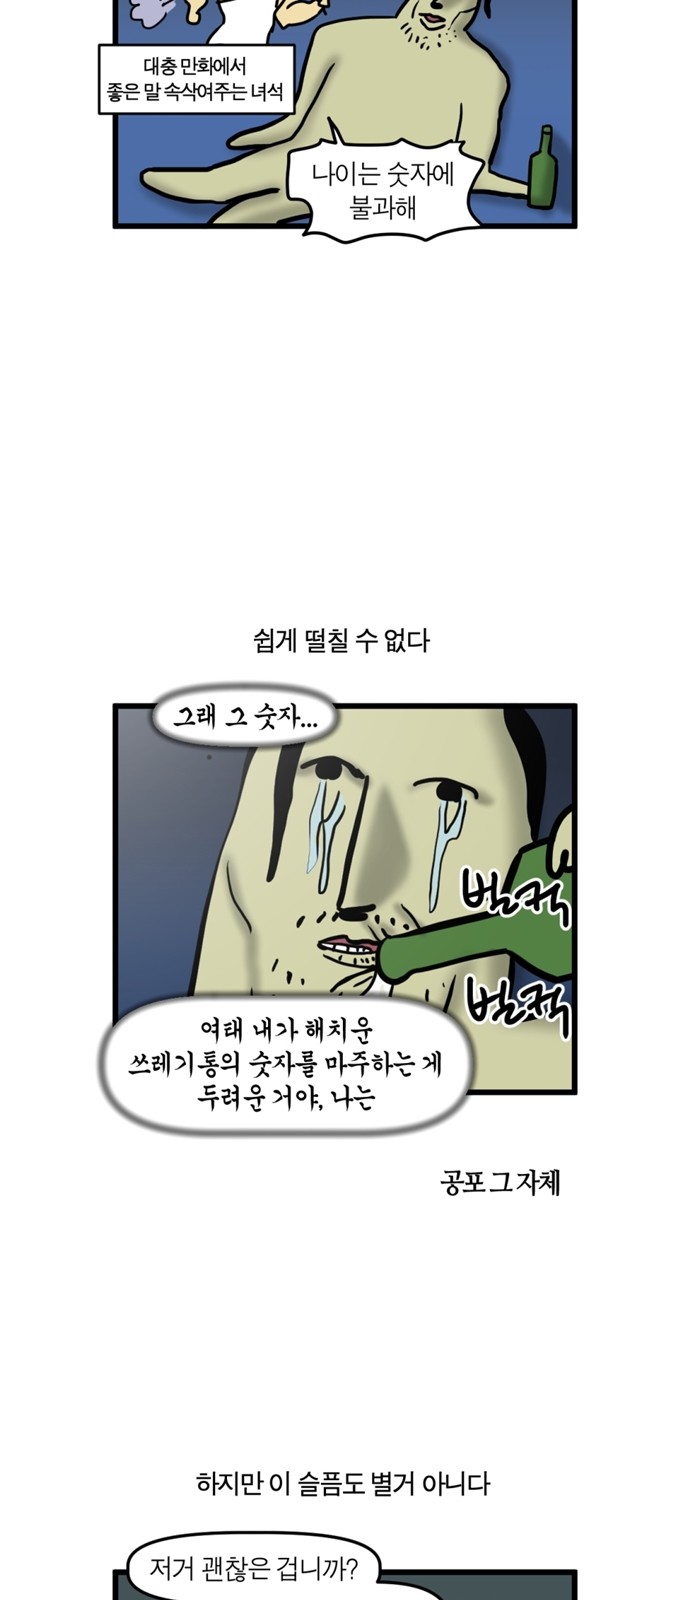 대충 만화에서
좋은 말 속삭여주는 녀석
나이는 숫자에
불과해
쉽게 떨칠 수 없다
그래 그 숫자...
벌컥
벌컥
여태 내가 해치운
쓰레기통의 숫자를 마주하는 게
두려운 거야, 나는
공포 그 자체
하지만 이 슬픔도 별거 아니다
저거 괜찮은 겁니까?